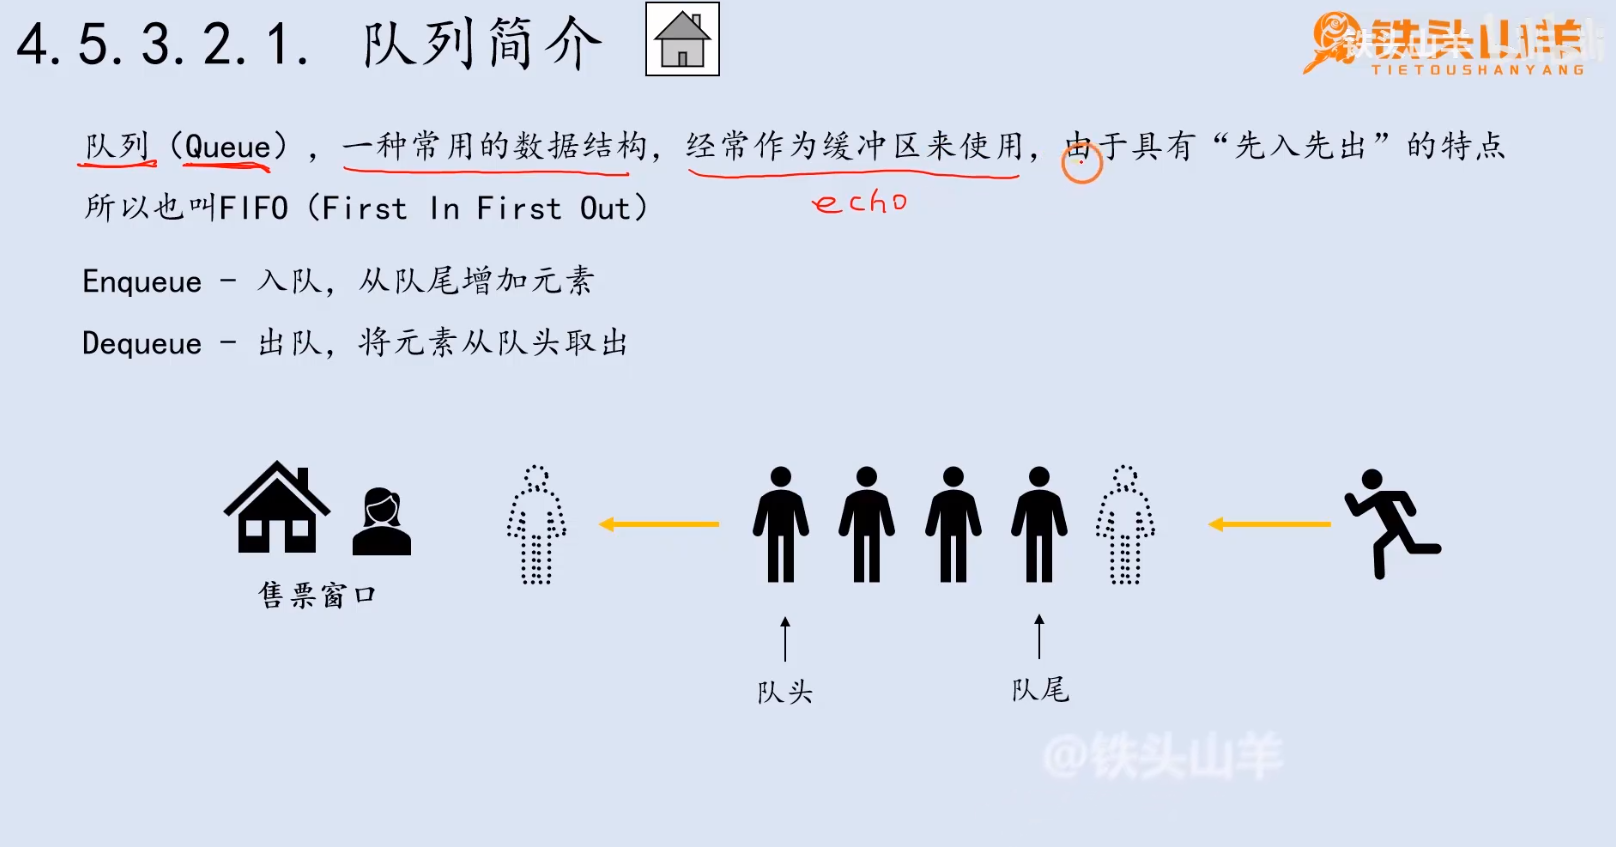 4.5.3.2.1. 队列简介
铁头山羊
TIETOUSHANYANG
队列（Queue），一种常用的数据结构，经常作为缓冲区来使用，由于具有“先入先出”的特点
所以也叫FIFO（First In First Out）
echo
Enqueue - 入队，从队尾增加元素
Dequeue - 出队，将元素从队头取出
售票窗口
队头
队尾
@铁头山羊